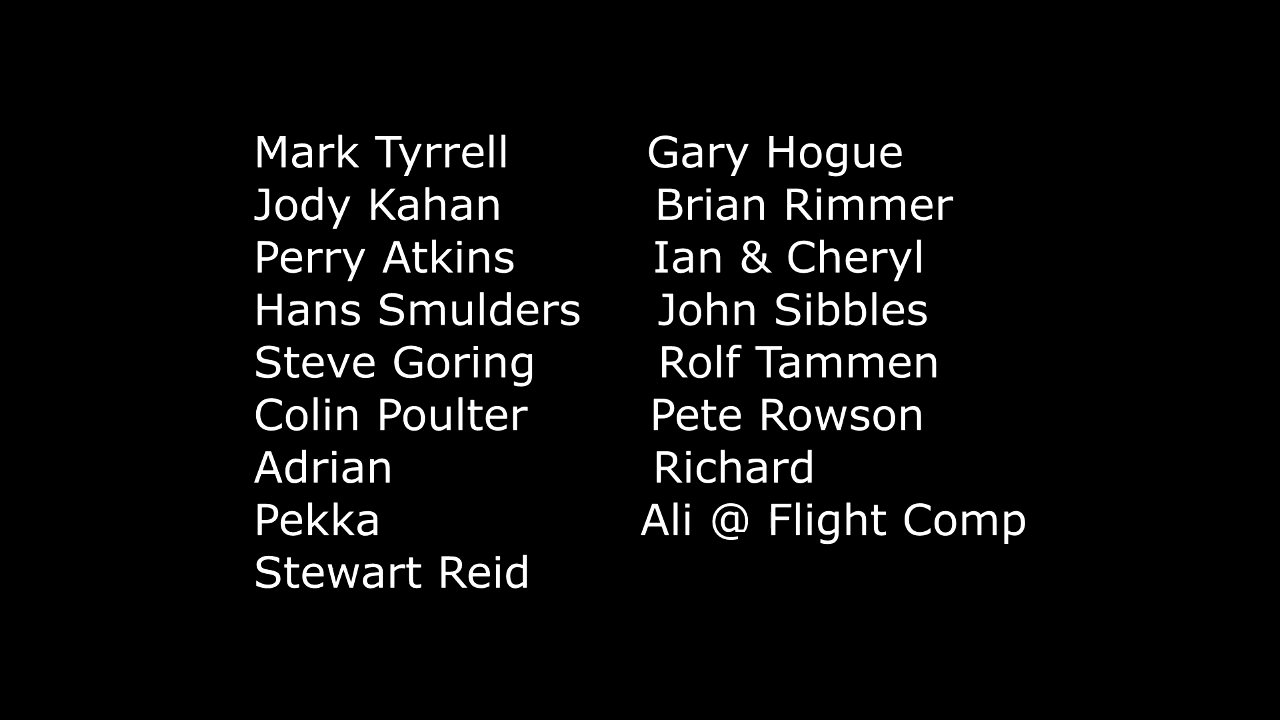 Mark Tyrrell Gary Hogue
Jody Kahan Brian Rimmer
Perry Atkins Ian & Cheryl
Hans Smulders John Sibbles
Steve Goring Rolf Tammen
Colin Poulter Pete Rowson
Adrian Richard
Pekka Ali @ Flight Comp
Stewart Reid